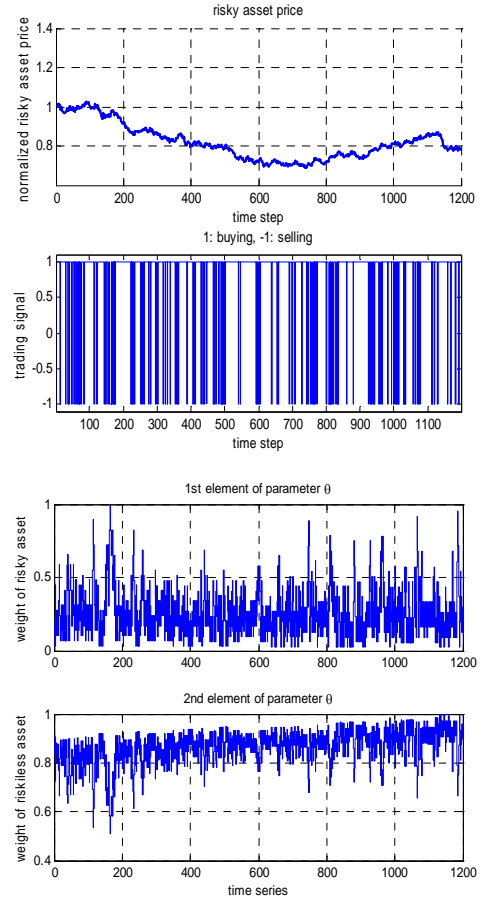 risky asset price
normalized risky asset price
1.4
1.2
1
0.8
0 200 400 600 800 1000 1200
time step
1: buying, -1: selling
trading signal
1
0.5
0
-0.5
-1
100 200 300 400 500 600 700 800 900 1000 1100
time step
1st element of parameter θ
weight of risky asset
1
0.5
0
0 200 400 600 800 1000 1200
2nd element of parameter θ
weight of riskiless asset
1
0.8
0.6
0.4
0 200 400 600 800 1000 1200
time series